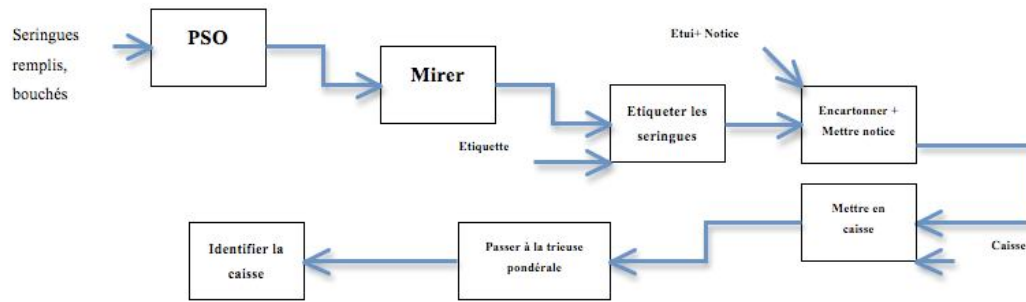 Seringues
remplis,
bouchés
PSO
Mirer
Etui+ Notice
Etiqueter les
seringues
Etiquette
Encartonner +
Mettre notice
Mettre en
caisse
Caisse
Passer à la trieuse
pondérale
Identifier la
caisse